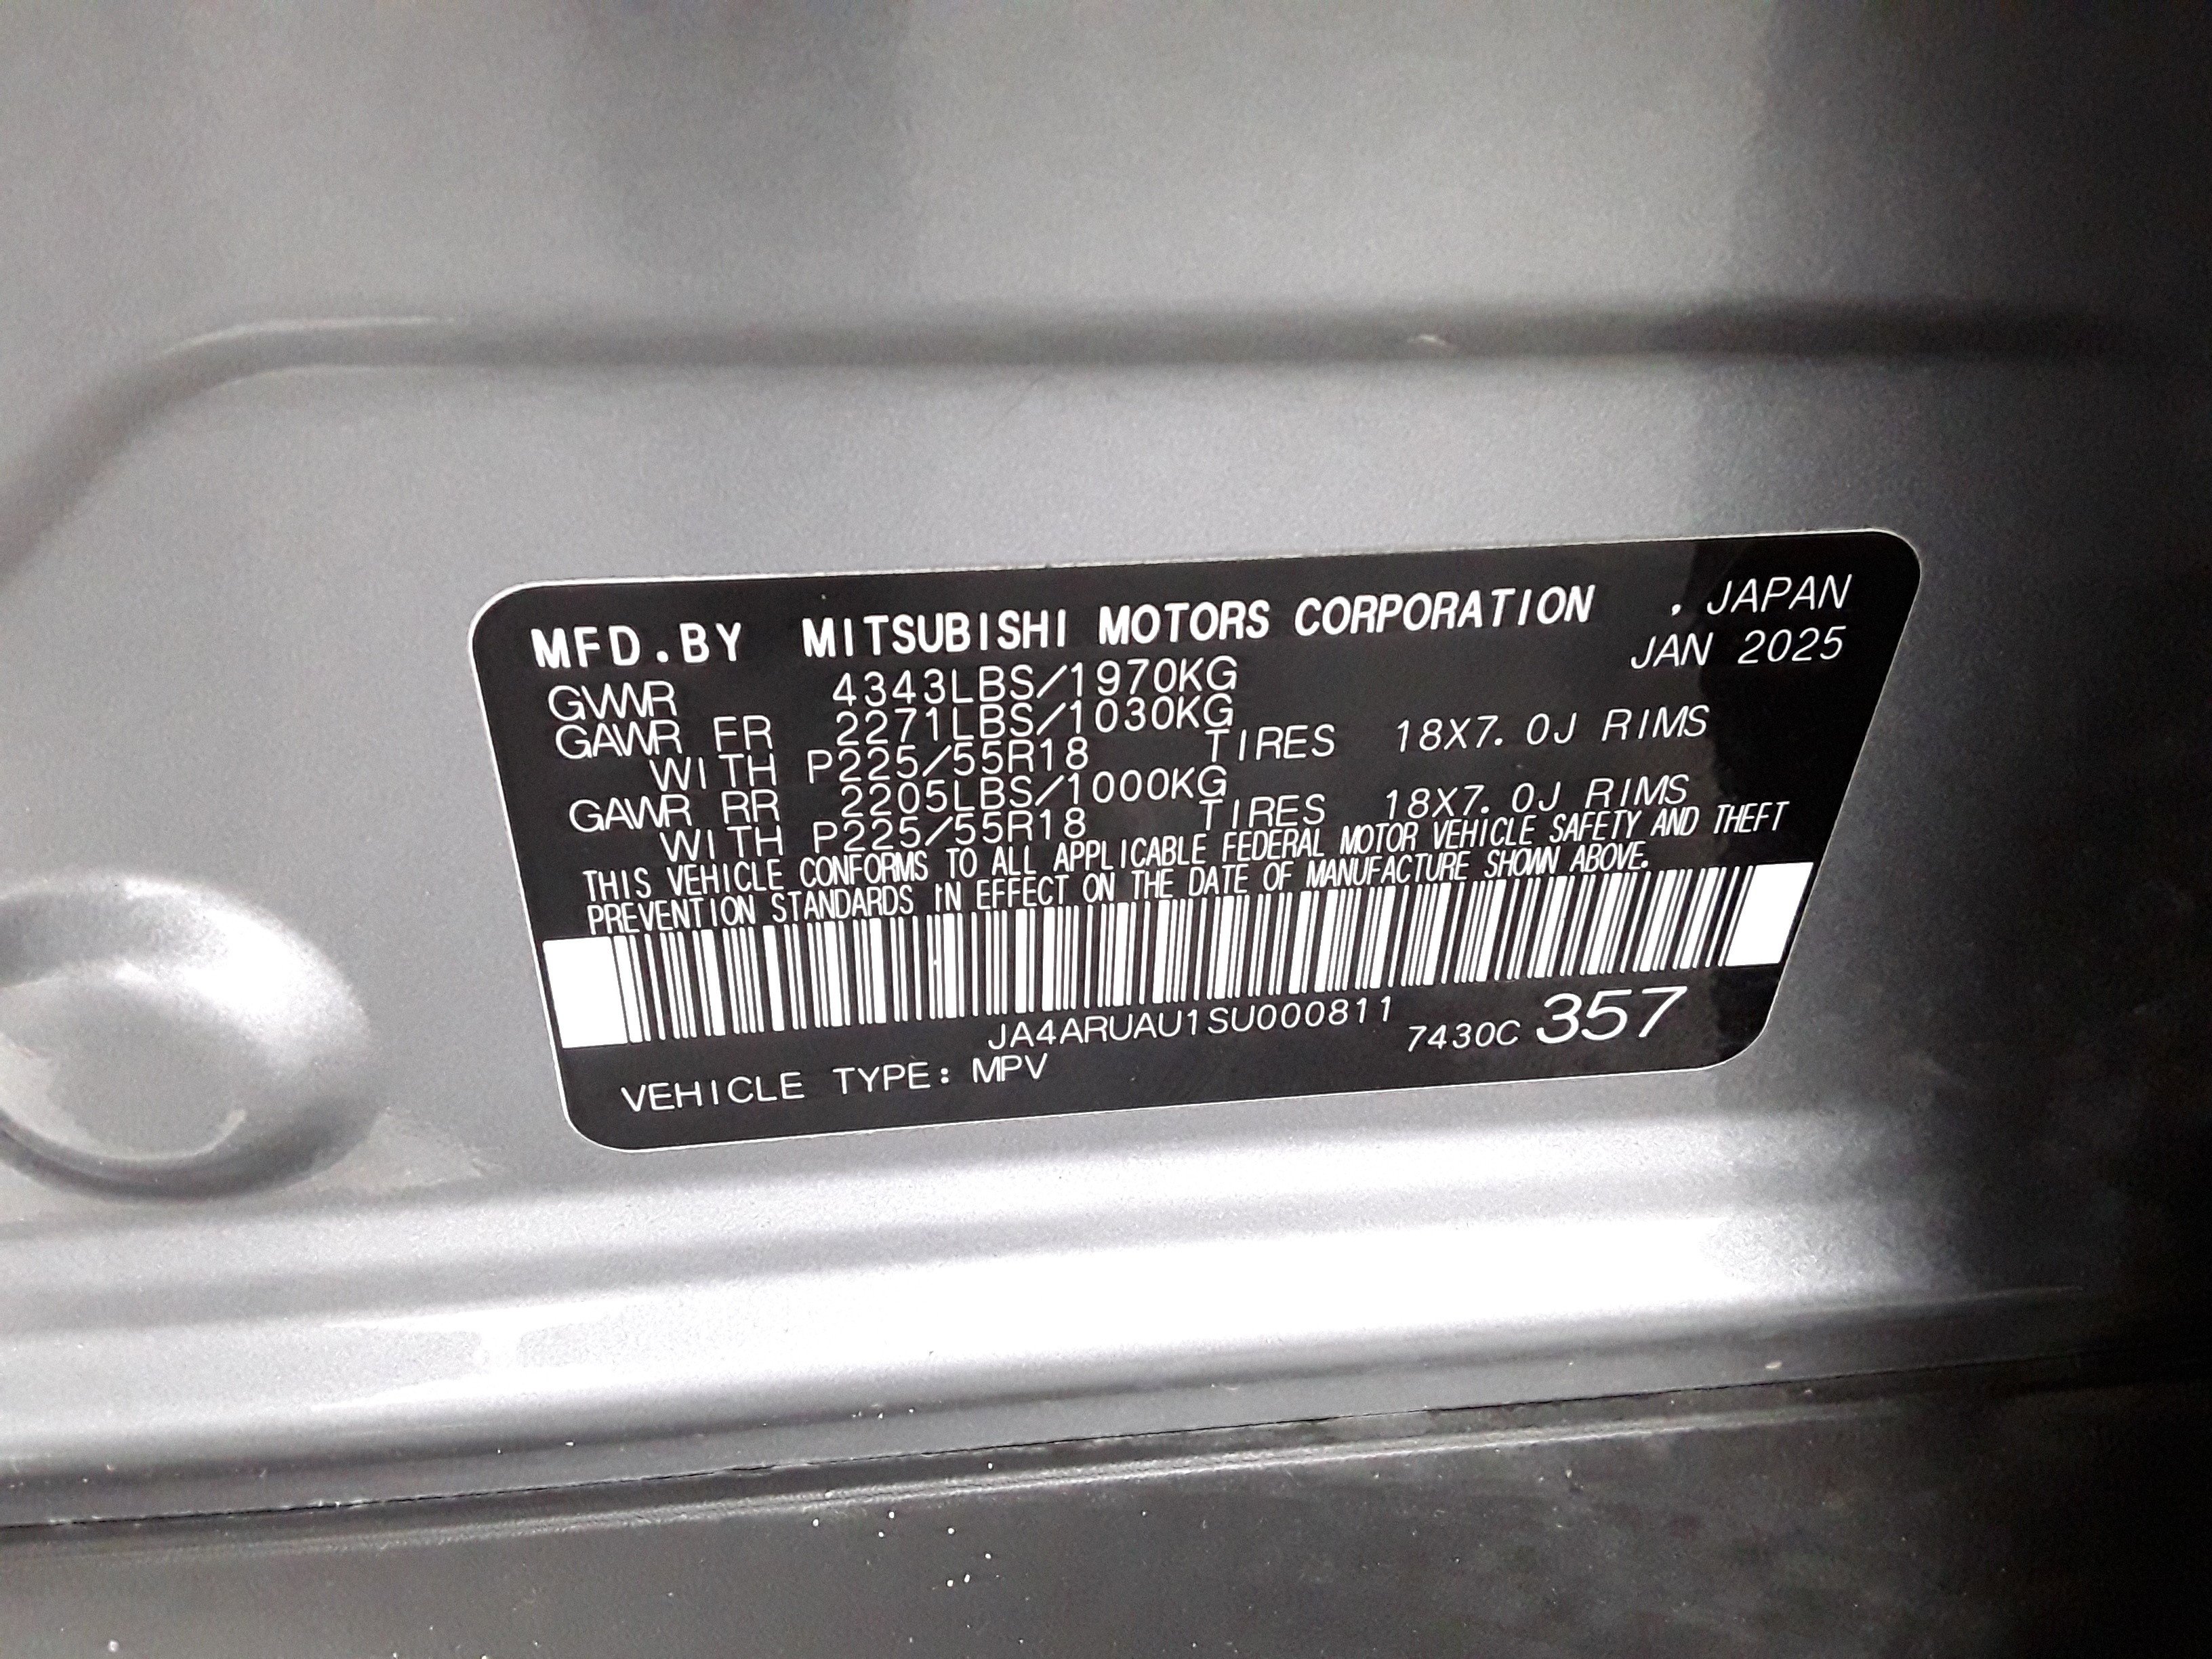 MFD.BY MITSUBISHI MOTORS CORPORATION , JAPAN
JAN 2025
GVWR 4343LBS/1970KG
GAWR FR 2271LBS/1030KG
WITH P225/55R18 TIRES 18X7.0J RIMS
GAWR RR 2205LBS/1000KG
WITH P225/55R18 TIRES 18X7.0J RIMS
THIS VEHICLE CONFORMS TO ALL APPLICABLE FEDERAL MOTOR VEHICLE SAFETY AND THEFT
PREVENTION STANDARDS IN EFFECT ON THE DATE OF MANUFACTURE SHOWN ABOVE.
JA4ARUAU1SU000811
7430C 357
VEHICLE TYPE: MPV